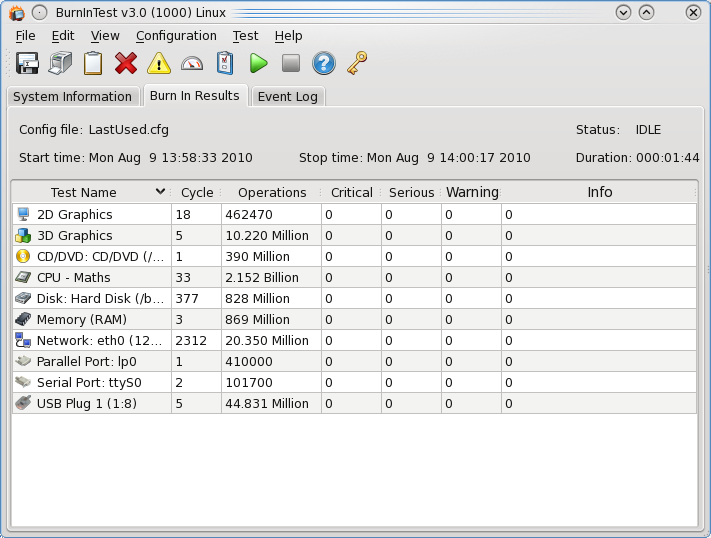 BurnInTest v3.0 (1000) Linux
File Edit View Configuration Test Help
System Information Burn In Results Event Log
Config file: LastUsed.cfg Status: IDLE
Start time: Mon Aug 9 13:58:33 2010 Stop time: Mon Aug 9 14:00:17 2010 Duration: 000:01:44
Test Name Cycle Operations Critical Serious Warning Info
2D Graphics 18 462470 0 0 0 0
3D Graphics 5 10.220 Million 0 0 0 0
CD/DVD: CD/DVD (/... 1 390 Million 0 0 0 0
CPU - Maths 33 2.152 Billion 0 0 0 0
Disk: Hard Disk (/b... 377 828 Million 0 0 0 0
Memory (RAM) 3 869 Million 0 0 0 0
Network: eth0 (12... 2312 20.350 Million 0 0 0 0
Parallel Port: lp0 1 410000 0 0 0 0
Serial Port: ttyS0 2 101700 0 0 0 0
USB Plug 1 (1:8) 5 44.831 Million 0 0 0 0